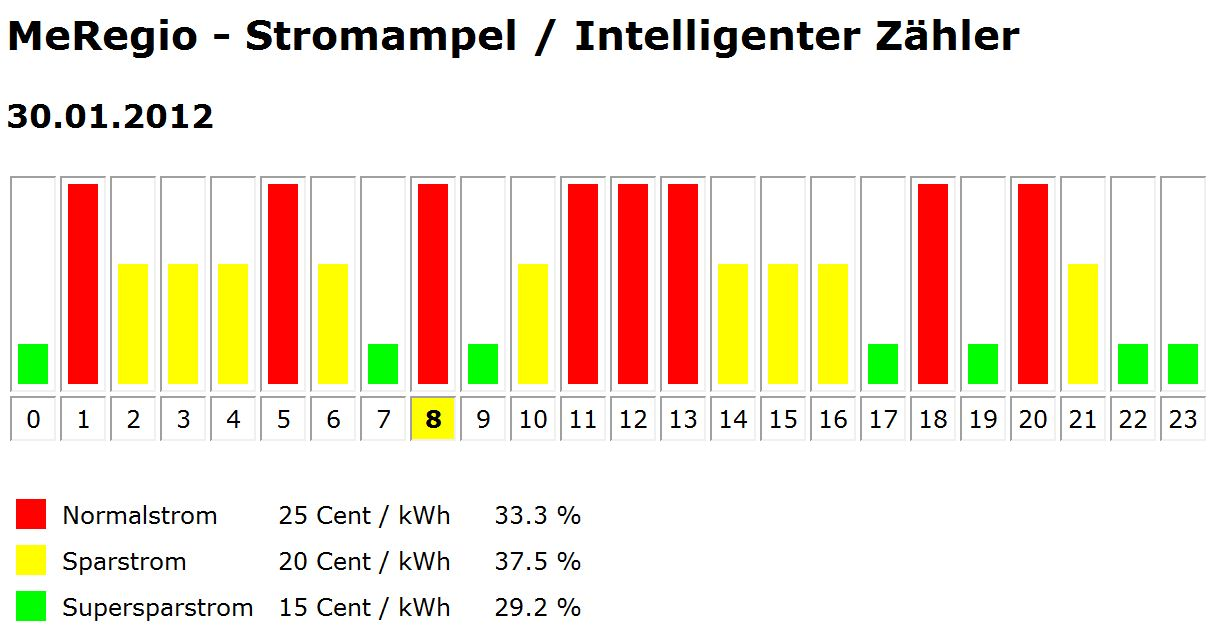 MeRegio - Stromampel / Intelligenter Zähler
30.01.2012
0 1 2 3 4 5 6 7 8 9 10 11 12 13 14 15 16 17 18 19 20 21 22 23
Normalstrom 25 Cent / kWh 33.3 %
Sparstrom 20 Cent / kWh 37.5 %
Supersparstrom 15 Cent / kWh 29.2 %